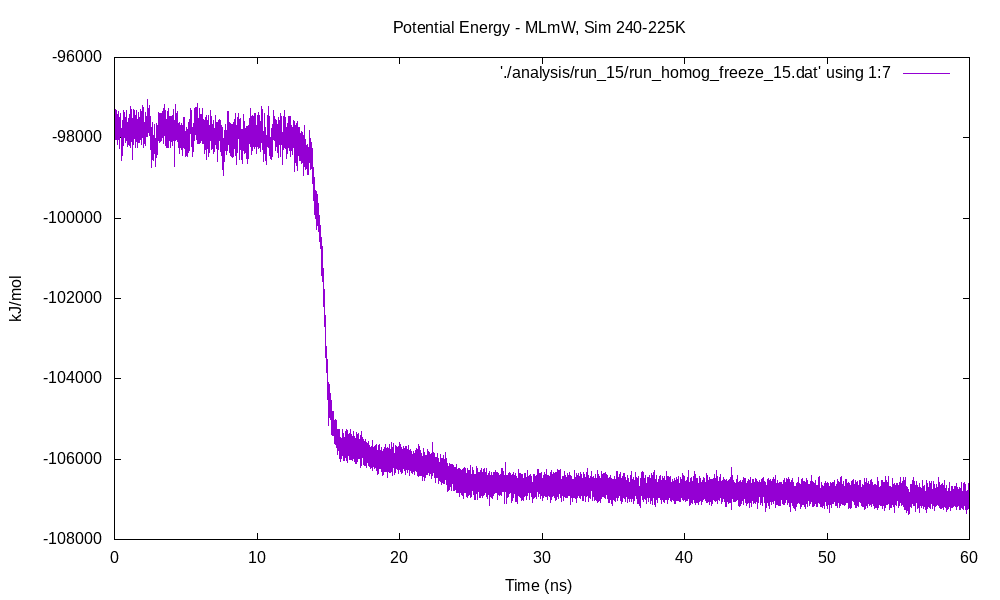 Potential Energy - MLmW, Sim 240-225K
'./analysis/run_15/run_homog_freeze_15.dat' using 1:7
-96000
-98000
-100000
-102000
-104000
-106000
-108000
kJ/mol
0 10 20 30 40 50 60
Time (ns)